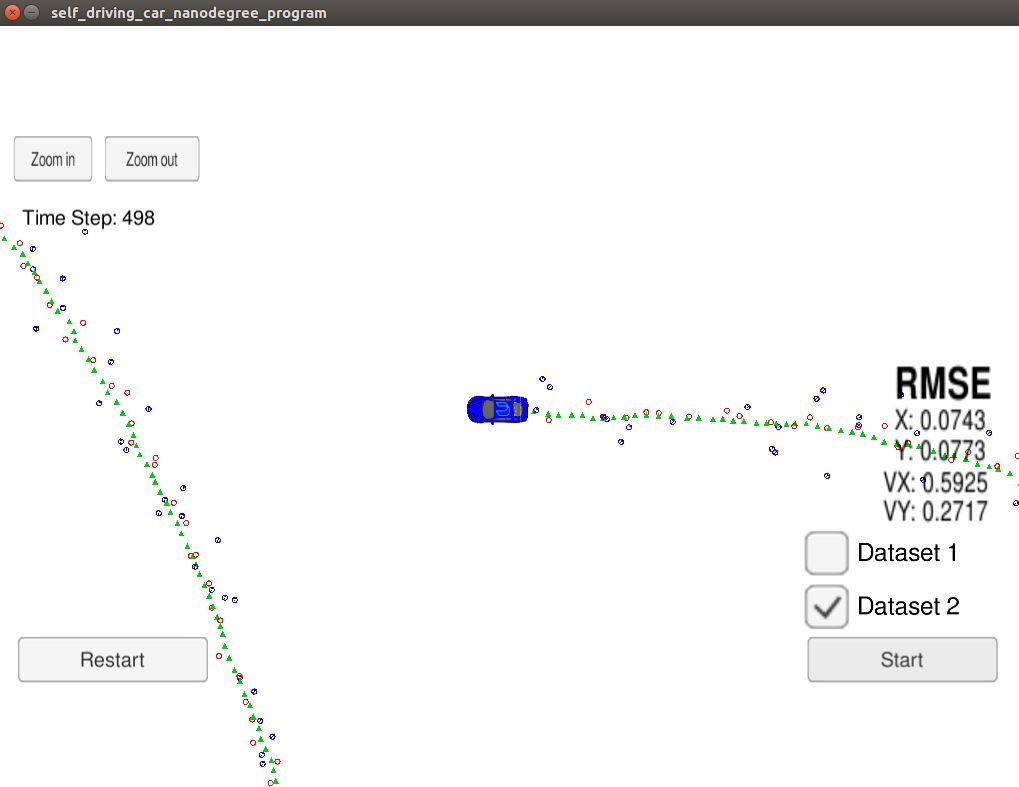 self_driving_car_nanodegree_program
Zoom in
Zoom out
Time Step: 498
RMSE
X: 0.0743
Y: 0.0773
VX: 0.5925
VY: 0.2717
Dataset 1
Dataset 2
Restart
Start